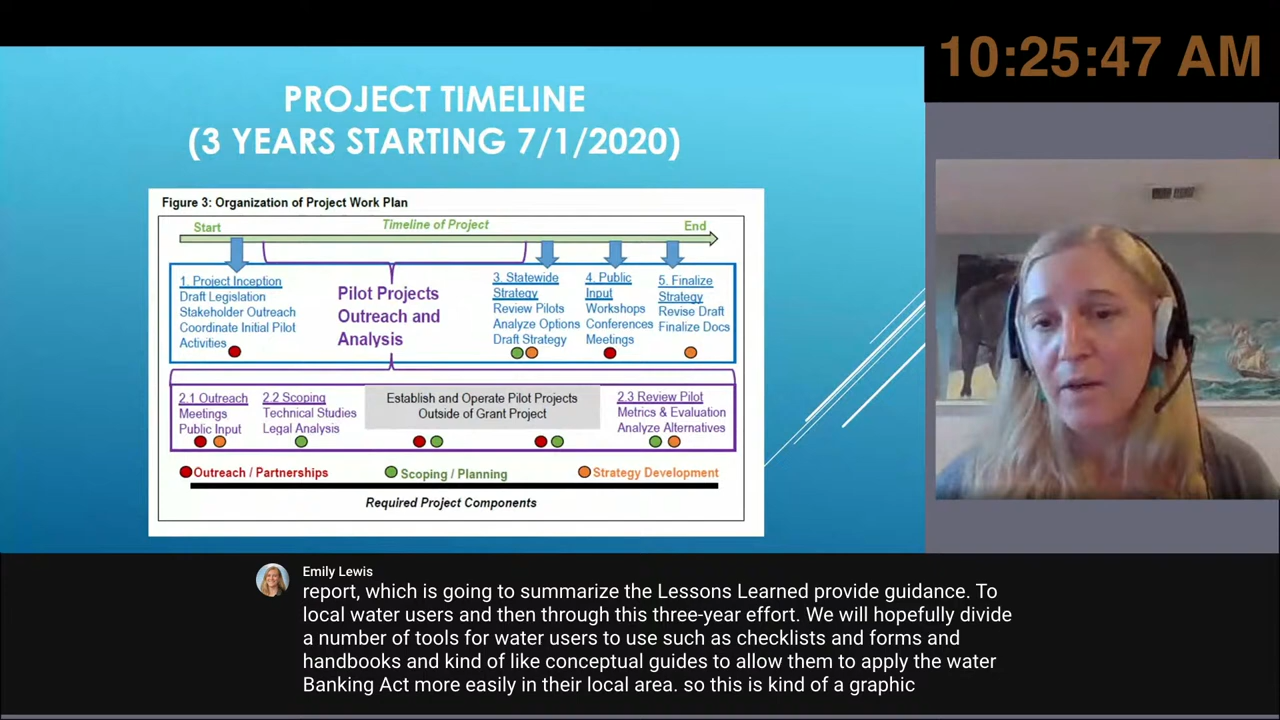 10:25:47 AM
PROJECT TIMELINE
(3 YEARS STARTING 7/1/2020)
Figure 3: Organization of Project Work Plan
Start
Timeline of Project
End
1. Project Inception
Draft Legislation
Stakeholder Outreach
Coordinate Initial Pilot
Activities
Pilot Projects
Outreach and
Analysis
3. Statewide
Strategy
Review Pilots
Analyze Options
Draft Strategy
4. Public
Input
Workshops
Conferences
Meetings
5. Finalize
Strategy
Revise Draft
Finalize Docs
2.1 Outreach
Meetings
Public Input
2.2 Scoping
Technical Studies
Legal Analysis
Establish and Operate Pilot Projects
Outside of Grant Project
2.3 Review Pilot
Metrics & Evaluation
Analyze Alternatives
Outreach / Partnerships
Scoping / Planning
Strategy Development
Required Project Components
Emily Lewis
report, which is going to summarize the Lessons Learned provide guidance. To
local water users and then through this three-year effort. We will hopefully divide
a number of tools for water users to use such as checklists and forms and
handbooks and kind of like conceptual guides to allow them to apply the water
Banking Act more easily in their local area. so this is kind of a graphic